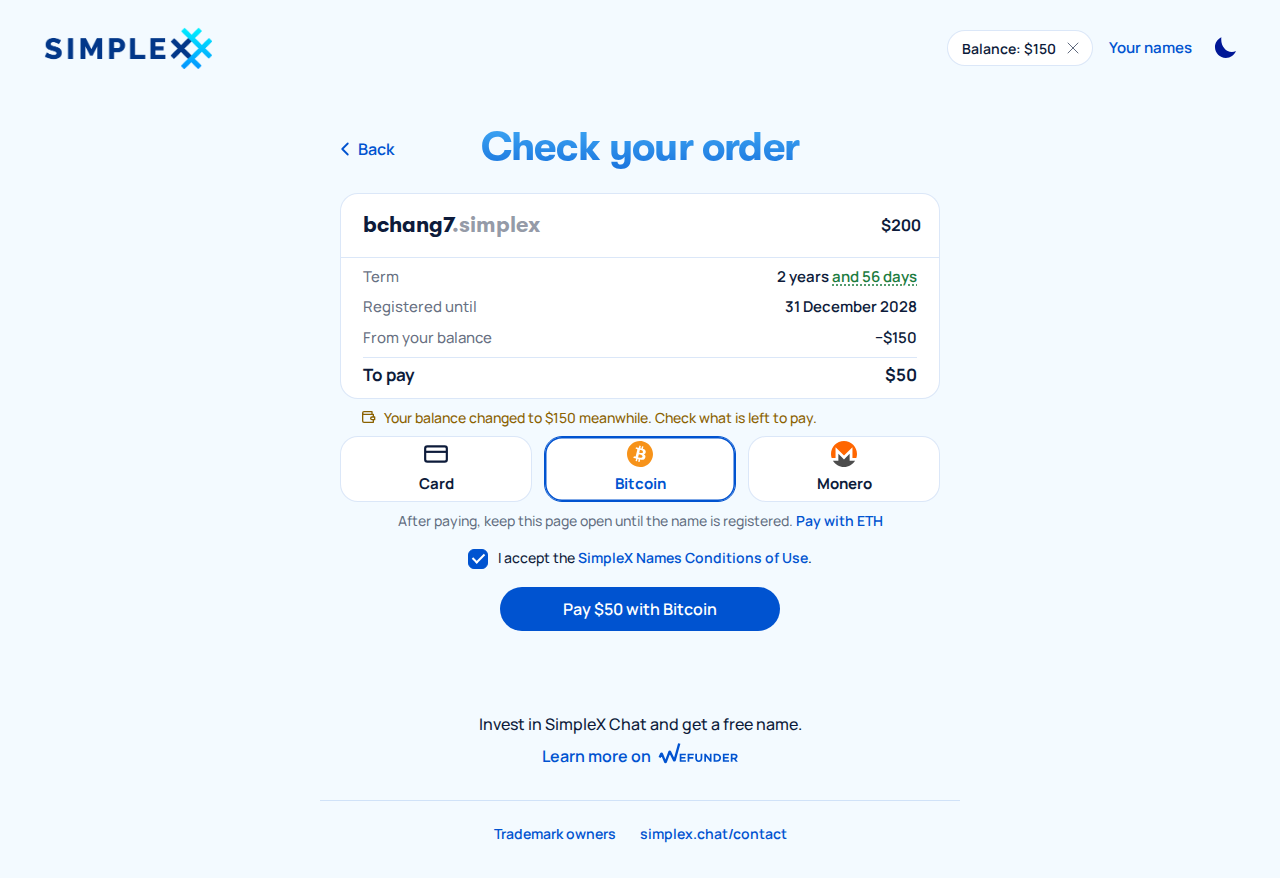 SIMPLEX
Balance: $150
Your names
Back
Check your order
bchang7.simplex
$200
Term
2 years and 56 days
Registered until
31 December 2028
From your balance
−$150
To pay
$50
Your balance changed to $150 meanwhile. Check what is left to pay.
Card
Bitcoin
Monero
After paying, keep this page open until the name is registered. Pay with ETH
I accept the SimpleX Names Conditions of Use.
Pay $50 with Bitcoin
Invest in SimpleX Chat and get a free name.
Learn more on WEFUNDER
Trademark owners
simplex.chat/contact